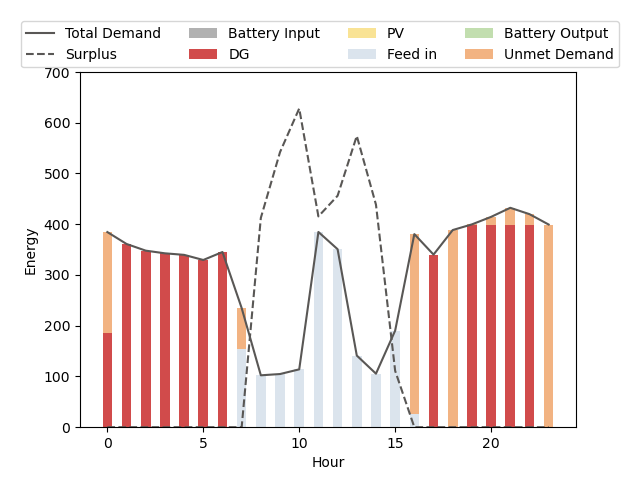 Total Demand Battery Input PV Battery Output
Surplus DG Feed in Unmet Demand
700
600
500
400
300
200
100
0
Energy
0 5 10 15 20
Hour